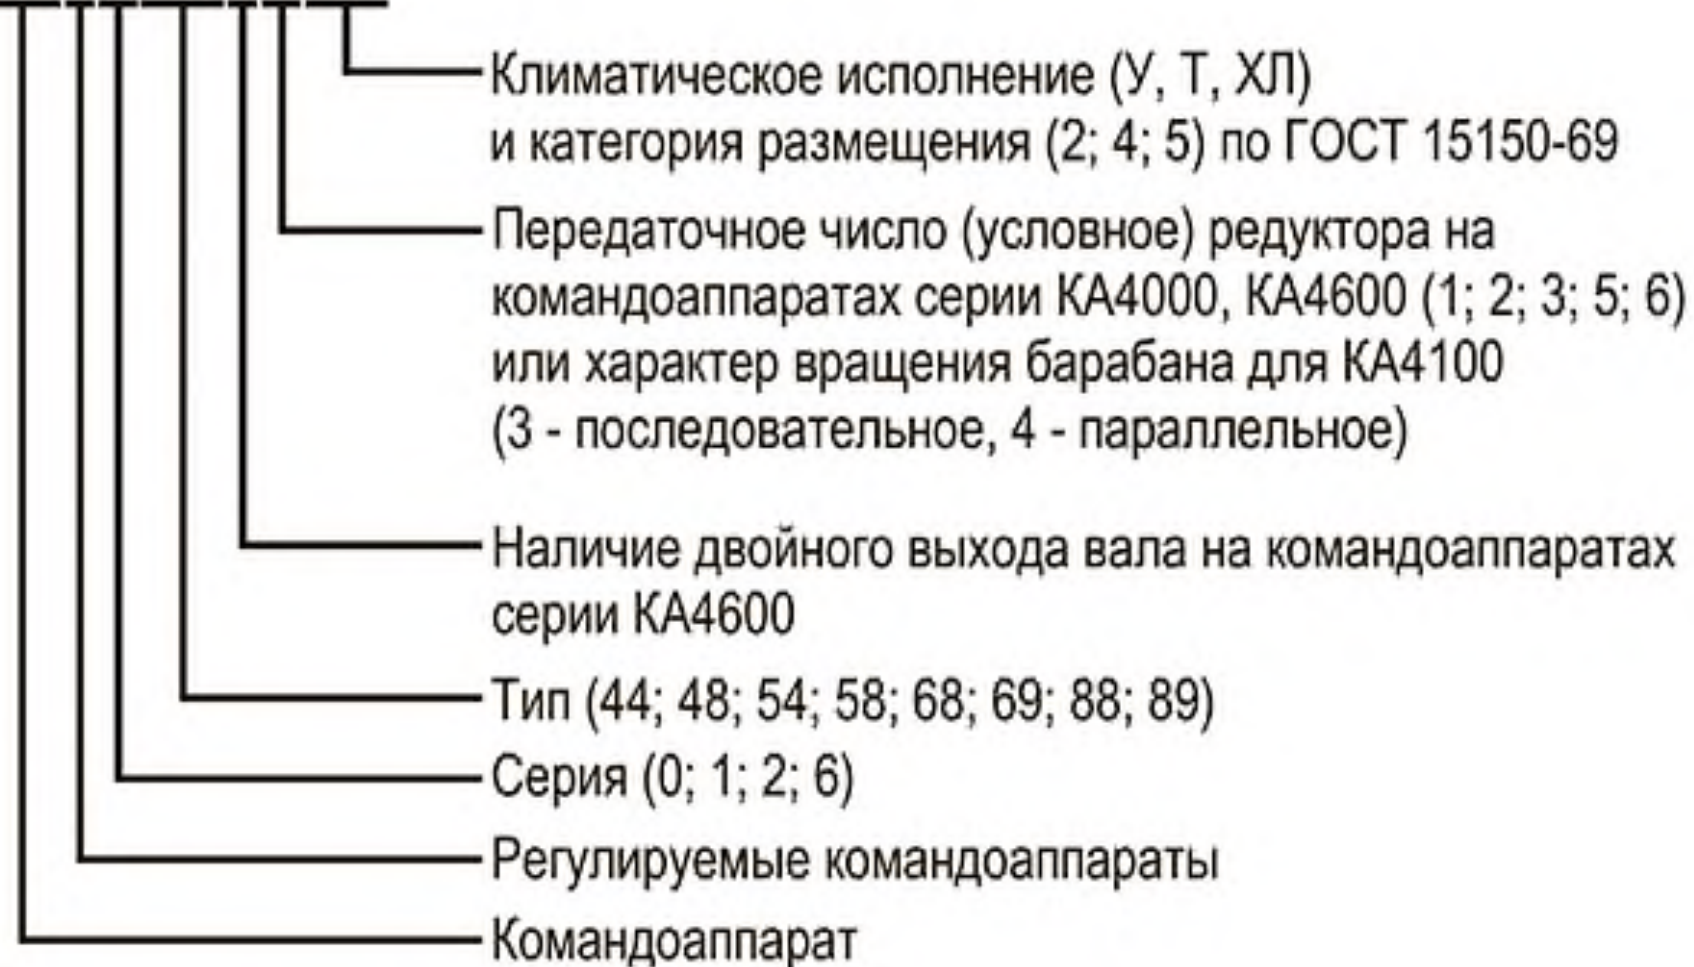 Климатическое исполнение (У, Т, ХЛ)
и категория размещения (2; 4; 5) по ГОСТ 15150-69
Передаточное число (условное) редуктора на
командоаппаратах серии КА4000, КА4600 (1; 2; 3; 5; 6)
или характер вращения барабана для КА4100
(3 - последовательное, 4 - параллельное)
Наличие двойного выхода вала на командоаппаратах
серии КА4600
Тип (44; 48; 54; 58; 68; 69; 88; 89)
Серия (0; 1; 2; 6)
Регулируемые командоаппараты
Командоаппарат